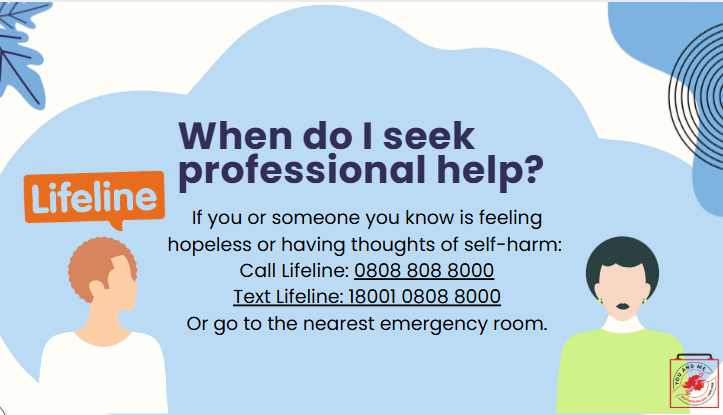 When do I seek
professional help?
Lifeline
If you or someone you know is feeling
hopeless or having thoughts of self-harm:
Call Lifeline: 0808 808 8000
Text Lifeline: 18001 0808 8000
Or go to the nearest emergency room.
YOU AND ME